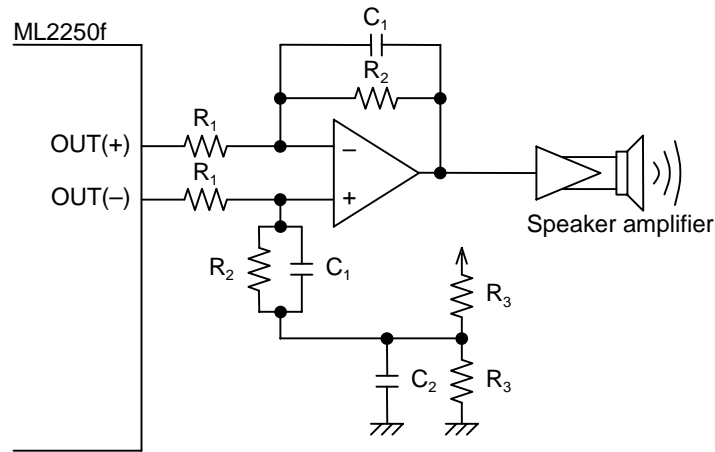 ML2250f
C₁
R₂
R₁
OUT(+)
−
R₁
OUT(–)
+
Speaker amplifier
R₂
C₁
R₃
C₂
R₃